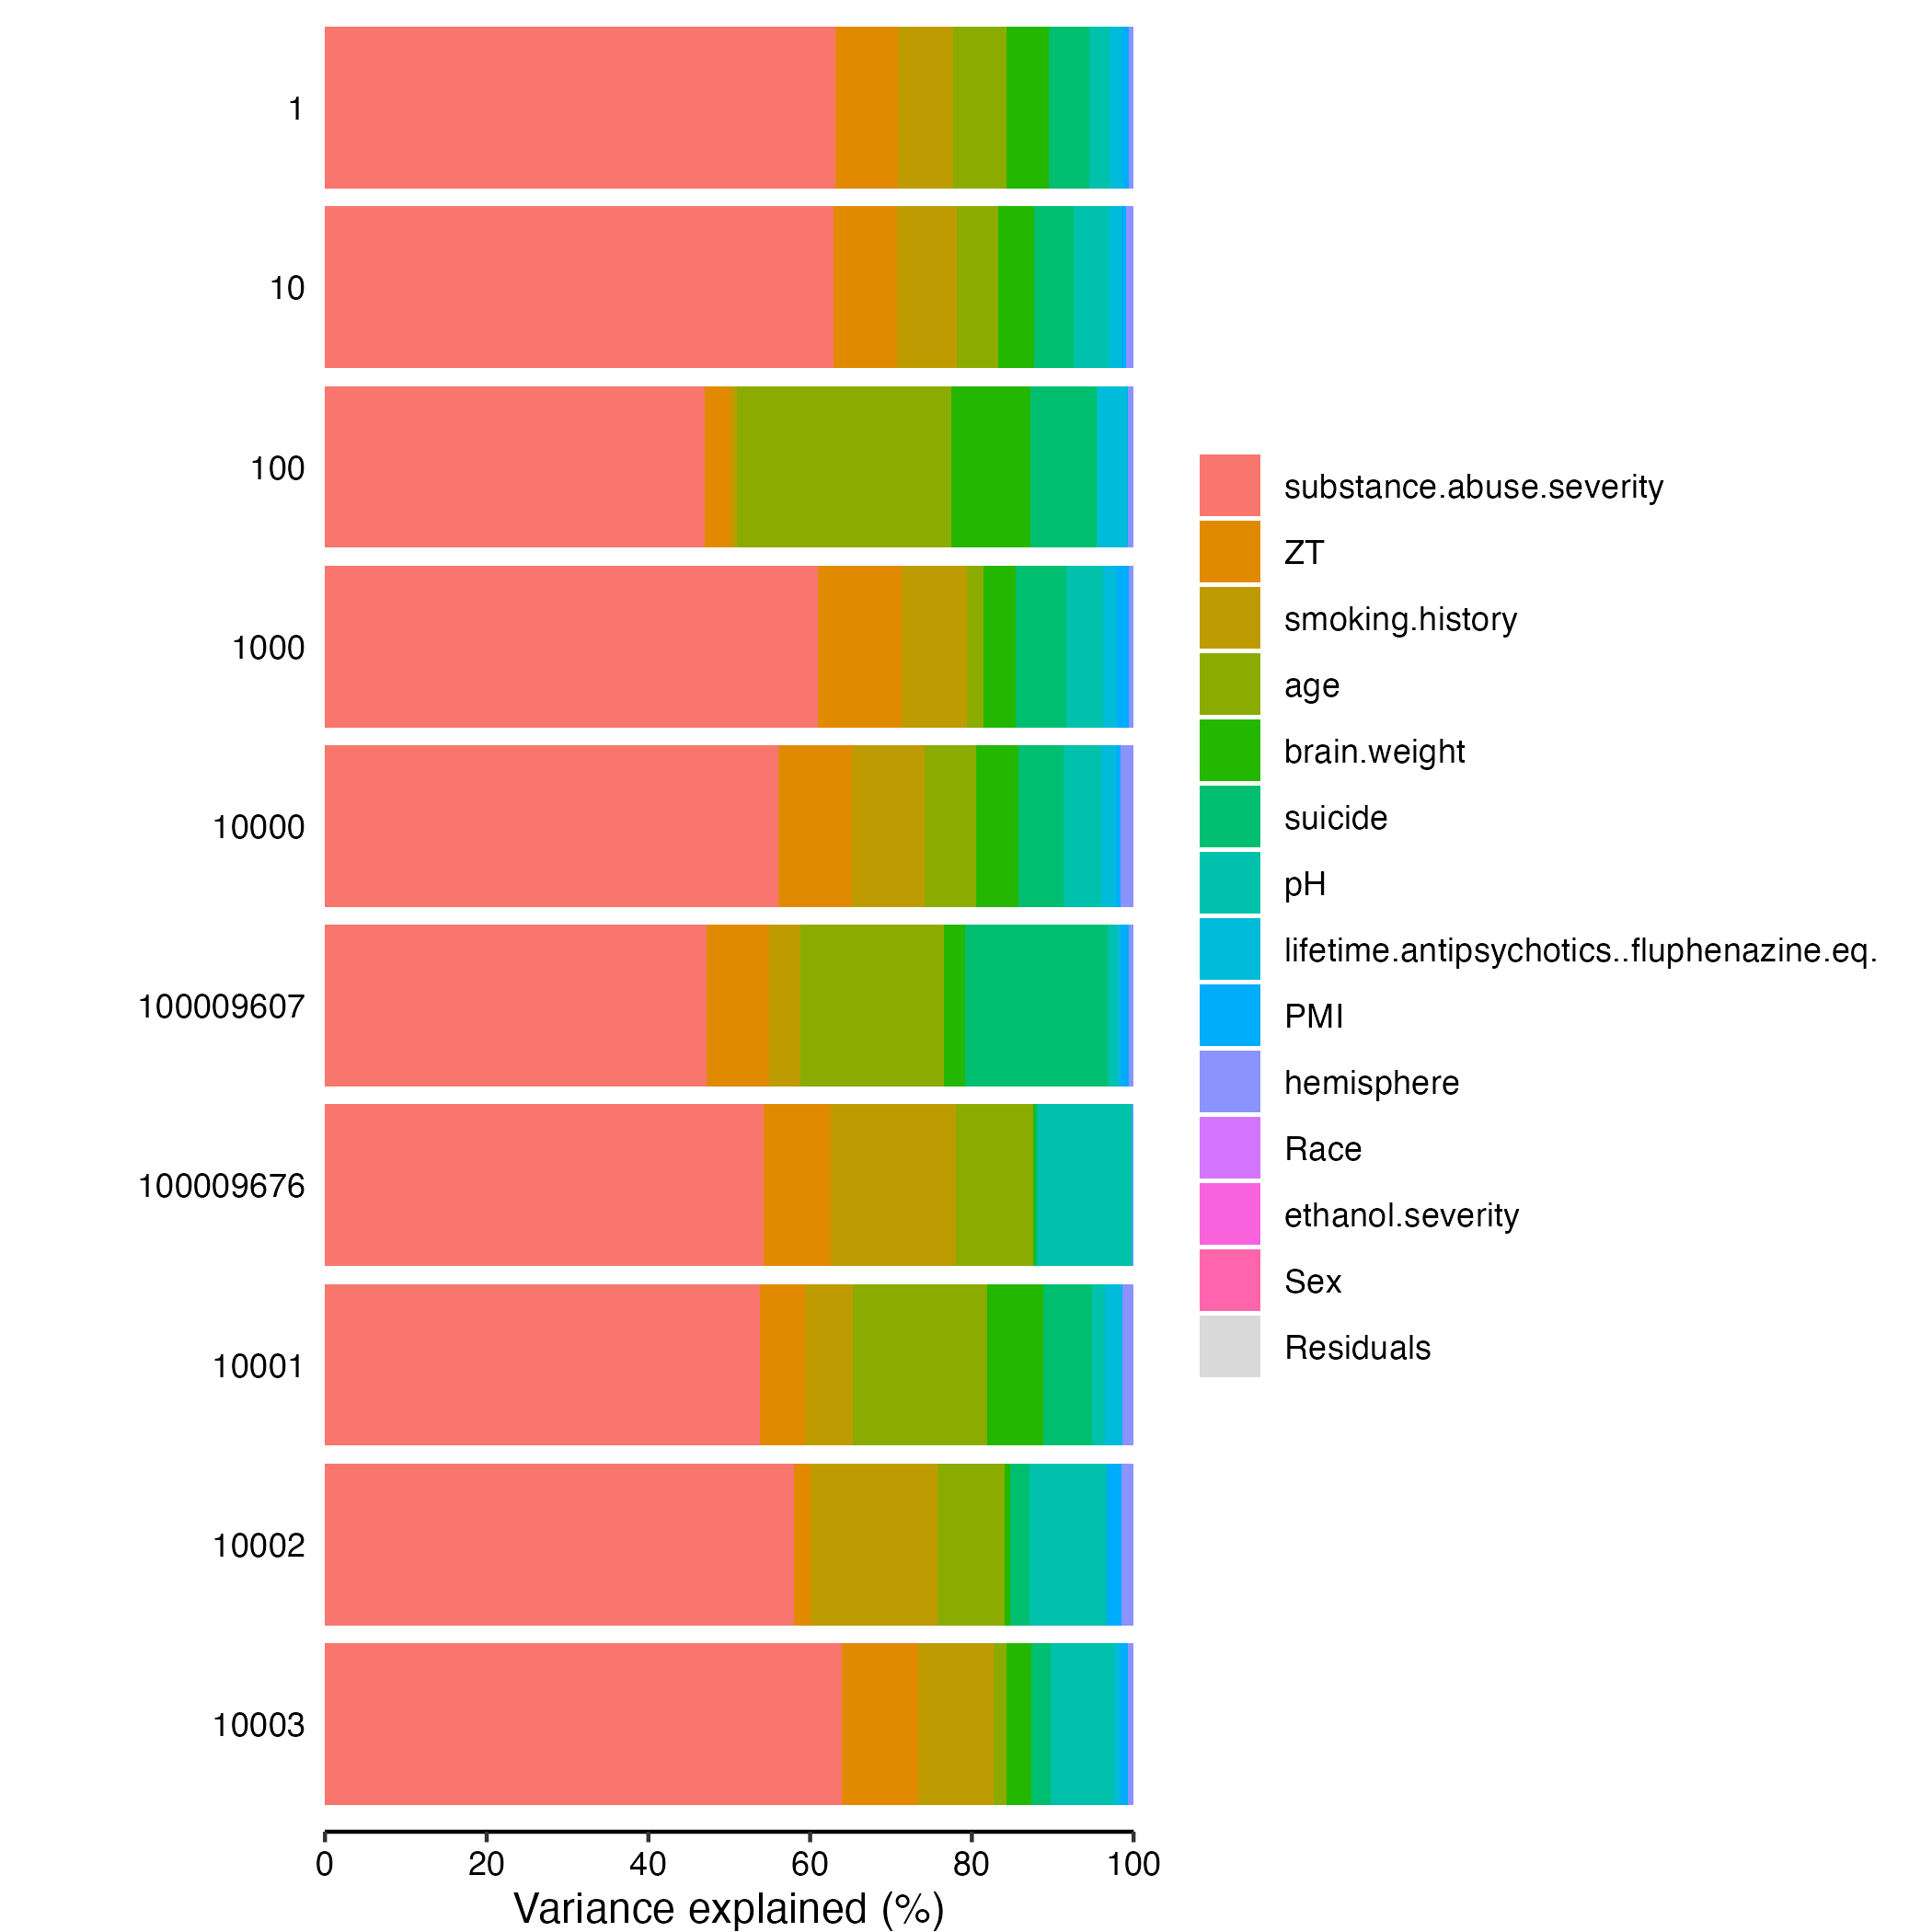 1
10
100
1000
10000
100009607
100009676
10001
10002
10003
0 20 40 60 80 100
Variance explained (%)
substance.abuse.severity
ZT
smoking.history
age
brain.weight
suicide
pH
lifetime.antipsychotics..fluphenazine.eq.
PMI
hemisphere
Race
ethanol.severity
Sex
Residuals